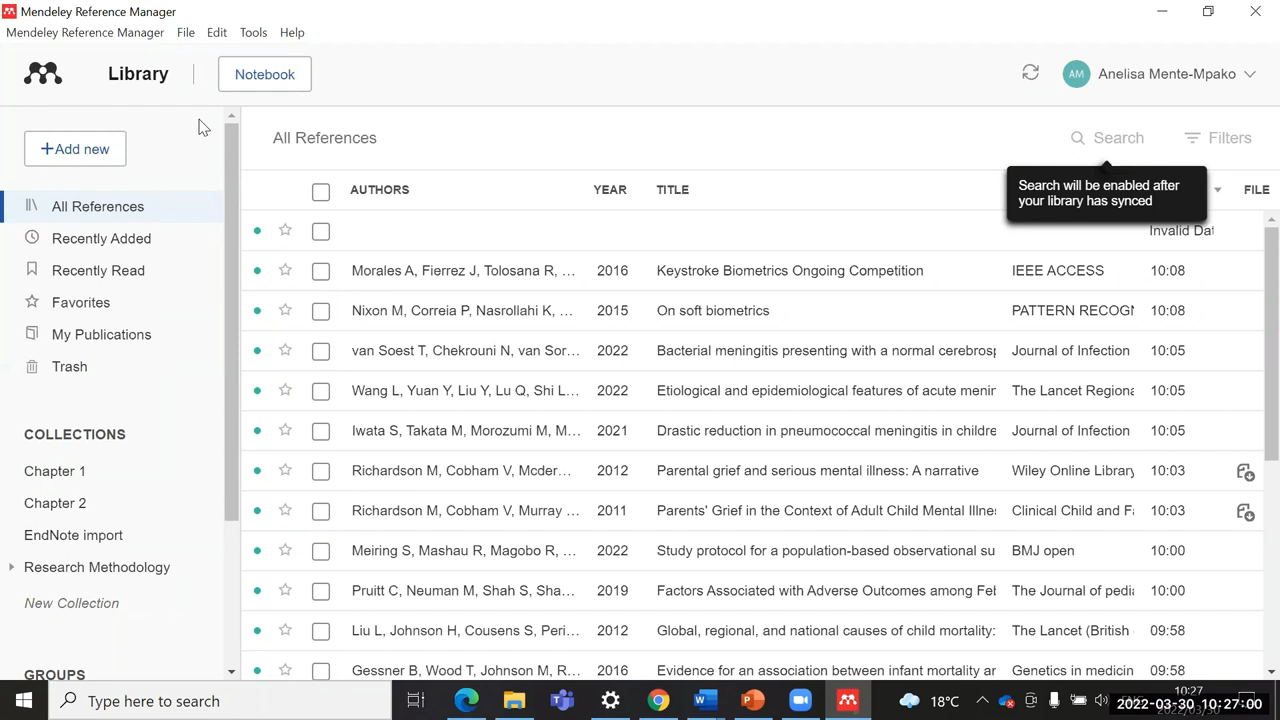 Mendeley Reference Manager
Mendeley Reference Manager File Edit Tools Help
Library Notebook AM Anelisa Mente-Mpako
+Add new
All References Search Filters
Search will be enabled after
your library has synced
AUTHORS YEAR TITLE FILE
All References
Recently Added
Recently Read
Favorites
My Publications
Trash
COLLECTIONS
Chapter 1
Chapter 2
EndNote import
Research Methodology
New Collection
GROUPS
Invalid Dat
Morales A, Fierrez J, Tolosana R, ... 2016 Keystroke Biometrics Ongoing Competition IEEE ACCESS 10:08
Nixon M, Correia P, Nasrollahi K, ... 2015 On soft biometrics PATTERN RECOGN 10:08
van Soest T, Chekrouni N, van Sor... 2022 Bacterial meningitis presenting with a normal cerebrosp Journal of Infection 10:05
Wang L, Yuan Y, Liu Y, Lu Q, Shi L... 2022 Etiological and epidemiological features of acute menin The Lancet Regiona 10:05
Iwata S, Takata M, Morozumi M, M... 2021 Drastic reduction in pneumococcal meningitis in childre Journal of Infection 10:05
Richardson M, Cobham V, Mcder... 2012 Parental grief and serious mental illness: A narrative Wiley Online Library 10:03
Richardson M, Cobham V, Murray ... 2011 Parents' Grief in the Context of Adult Child Mental Illnes Clinical Child and Fa 10:03
Meiring S, Mashau R, Magobo R, ... 2022 Study protocol for a population-based observational su BMJ open 10:00
Pruitt C, Neuman M, Shah S, Sha... 2019 Factors Associated with Adverse Outcomes among Feb The Journal of pedia 10:00
Liu L, Johnson H, Cousens S, Peri... 2012 Global, regional, and national causes of child mortality: The Lancet (British 09:58
Gessner B, Wood T, Johnson M, R... 2016 Evidence for an association between infant mortality an Genetics in medicin 09:58
Type here to search 18°C 10:27
2022-03-30 10:27:00